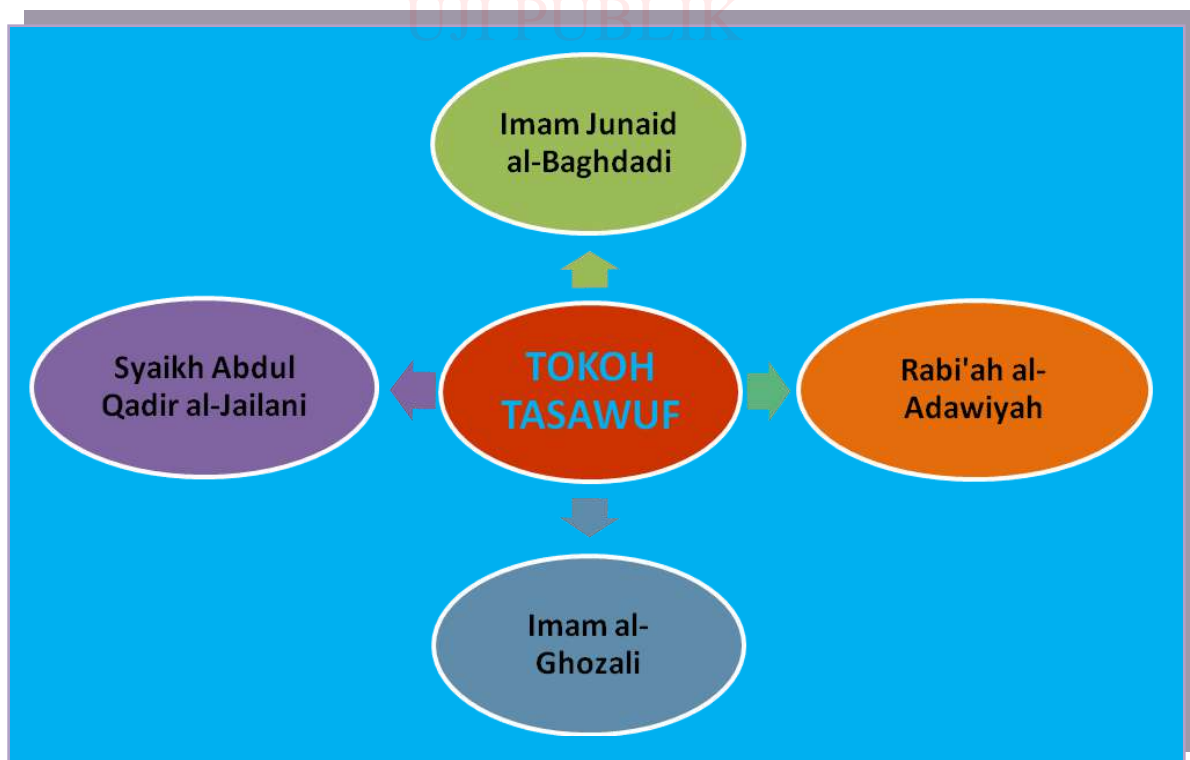 UJI PUBLIK
Imam Junaid
al-Baghdadi
Syaikh Abdul
Qadir al-Jailani
TOKOH
TASAWUF
Rabi'ah al-
Adawiyah
Imam al-
Ghozali